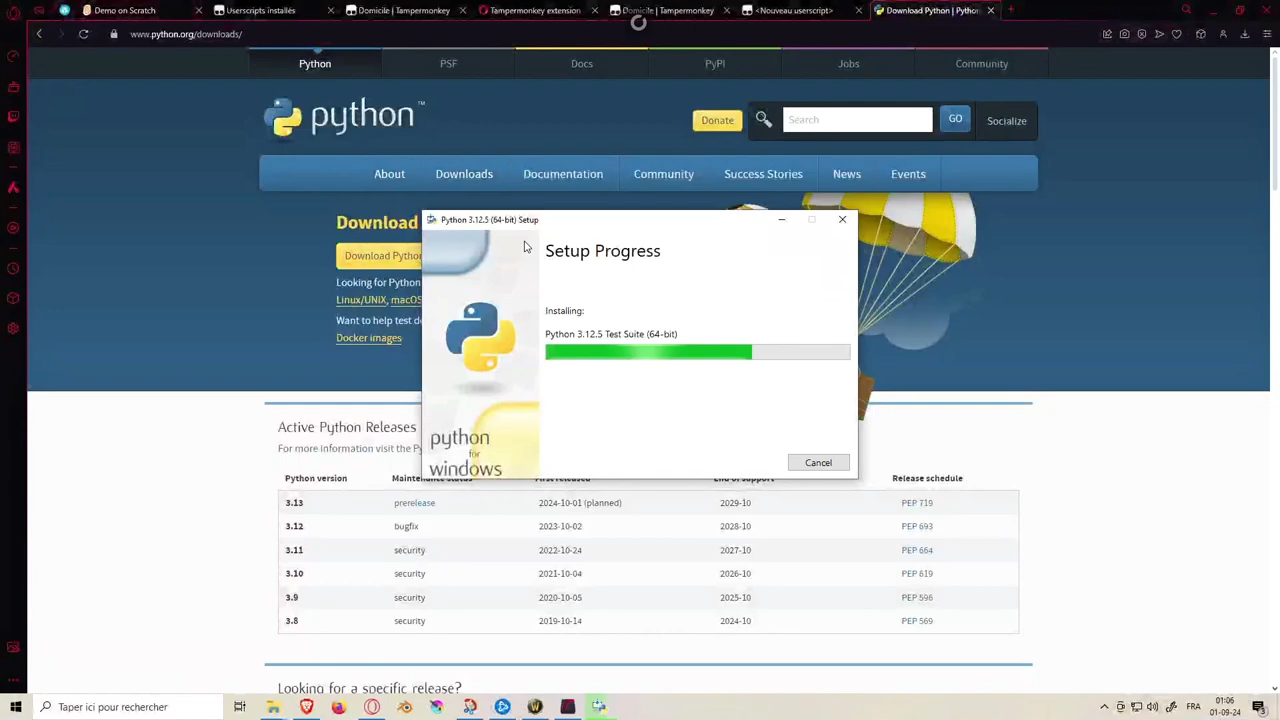 Demo on Scratch
Userscripts installés
Domicile | Tampermonkey
Tampermonkey extension
Domicile | Tampermonkey
<Nouveau userscript>
Download Python | Python
www.python.org/downloads/
Python
PSF
Docs
PyPI
Jobs
Community
python™
Donate
Search
GO
Socialize
About
Downloads
Documentation
Community
Success Stories
News
Events
Download
Download Python
Looking for Python
Linux/UNIX, macOS
Want to help test de
Docker images
Python 3.12.5 (64-bit) Setup
Setup Progress
Installing:
Python 3.12.5 Test Suite (64-bit)
python
for
windows
Cancel
Active Python Releases
For more information visit the Py
Python version
Maintenance status
First released
End of support
Release schedule
3.13
prerelease
2024-10-01 (planned)
2029-10
PEP 719
3.12
bugfix
2023-10-02
2028-10
PEP 693
3.11
security
2022-10-24
2027-10
PEP 664
3.10
security
2021-10-04
2026-10
PEP 619
3.9
security
2020-10-05
2025-10
PEP 596
3.8
security
2019-10-14
2024-10
PEP 569
Looking for a specific release?
Taper ici pour rechercher
FRA
01:06
01-09-24